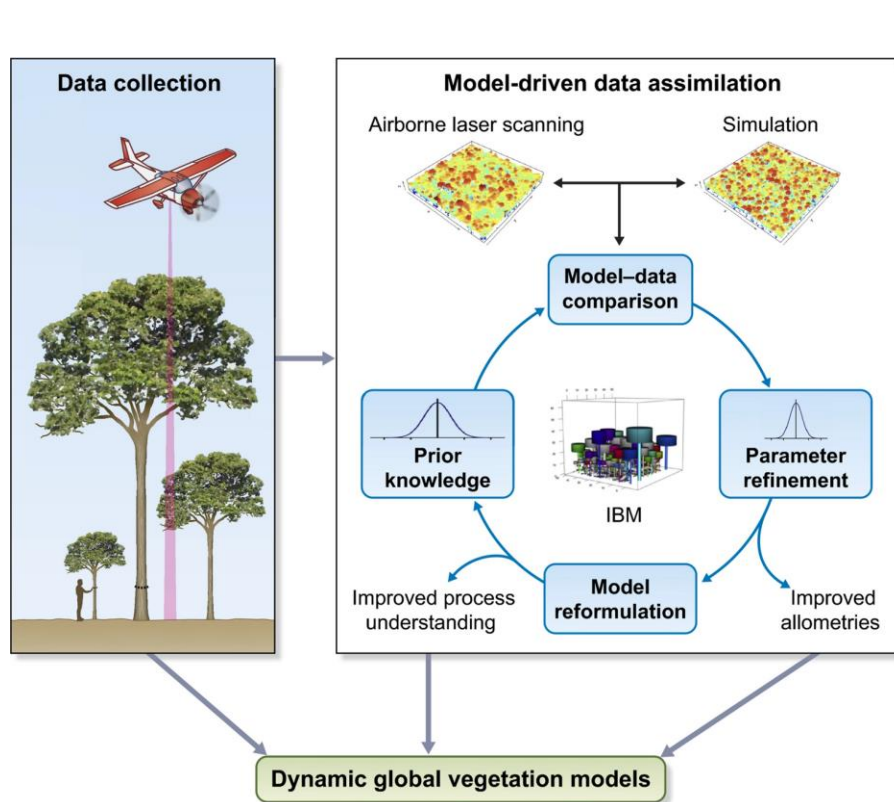 Data collection
Model-driven data assimilation
Airborne laser scanning
Simulation
Model–data
comparison
Prior
knowledge
IBM
Parameter
refinement
Model
reformulation
Improved process
understanding
Improved
allometries
Dynamic global vegetation models